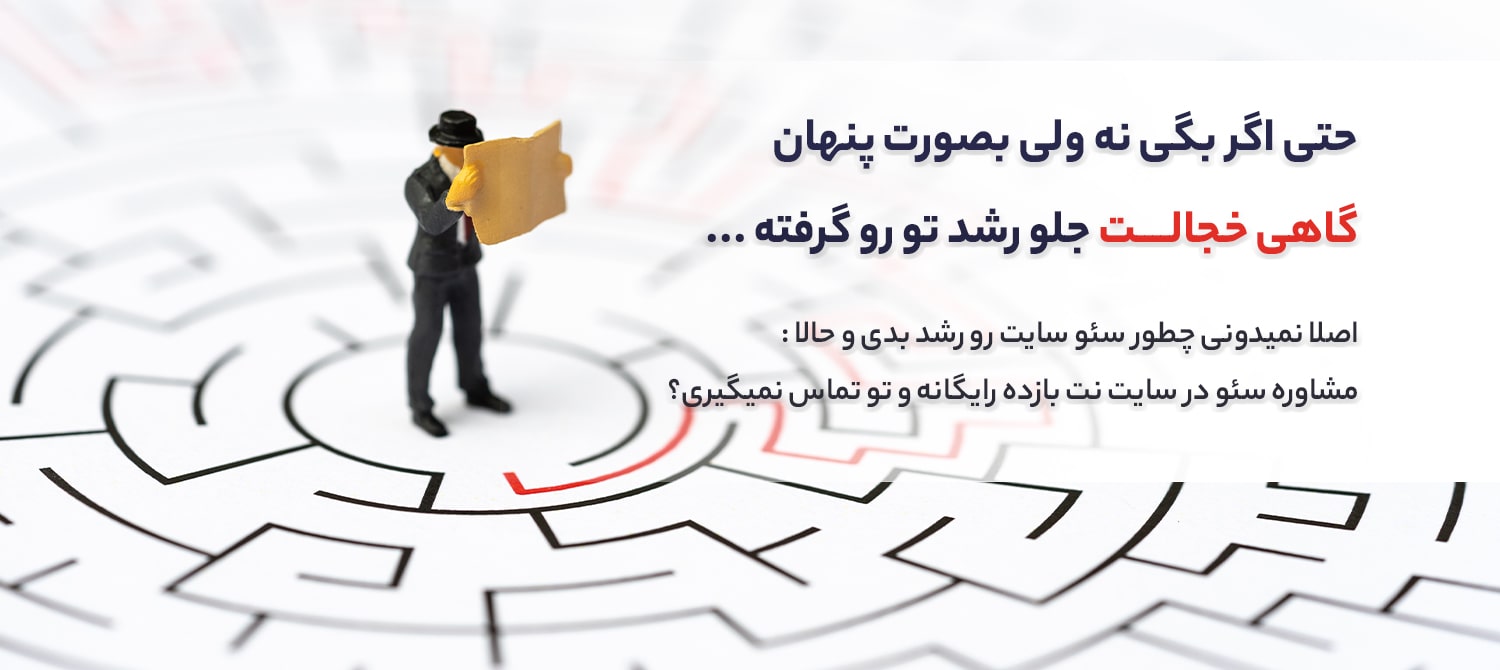 حتی اگر بگی نه ولی بصورت پنهان
گاهی خجالـــت جلو رشد تو رو گرفته ...
اصلا نمیدونی چطور سئو سایت رو رشد بدی و حالا :
مشاوره سئو در سایت نت بازده رایگانه و تو تماس نمیگیری؟